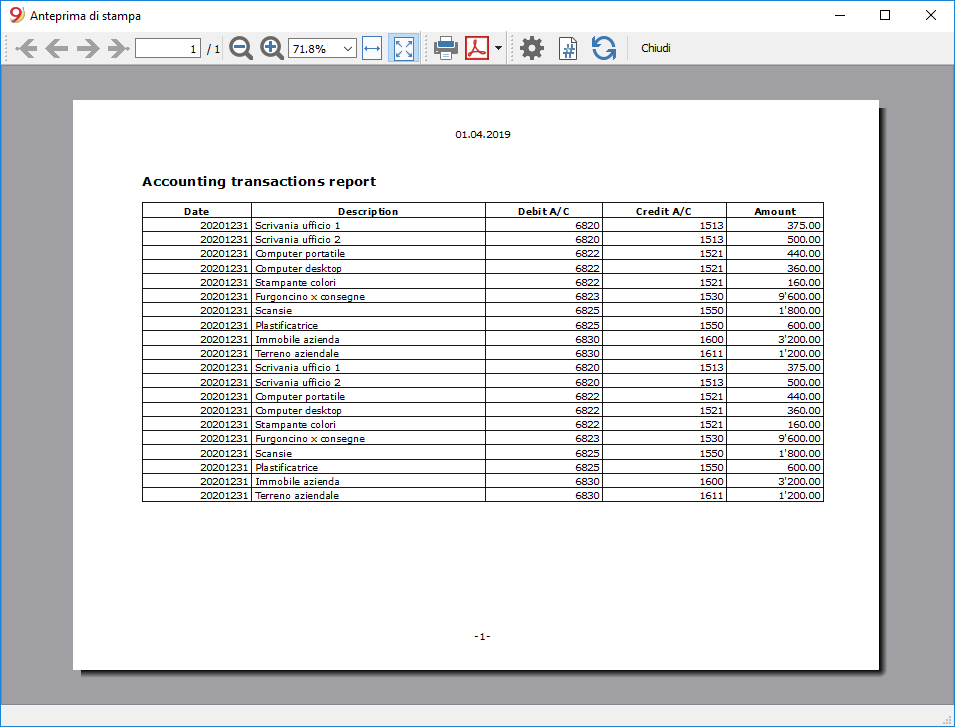 Anteprima di stampa
1 / 1 71.8% Chiudi
01.04.2019
Accounting transactions report
Date Description Debit A/C Credit A/C Amount
20201231 Scrivania ufficio 1 6820 1513 375.00
20201231 Scrivania ufficio 2 6820 1513 500.00
20201231 Computer portatile 6822 1521 440.00
20201231 Computer desktop 6822 1521 360.00
20201231 Stampante colori 6822 1521 160.00
20201231 Furgoncino x consegne 6823 1530 9'600.00
20201231 Scansie 6825 1550 1'800.00
20201231 Plastificatrice 6825 1550 600.00
20201231 Immobile azienda 6830 1600 3'200.00
20201231 Terreno aziendale 6830 1611 1'200.00
20201231 Scrivania ufficio 1 6820 1513 375.00
20201231 Scrivania ufficio 2 6820 1513 500.00
20201231 Computer portatile 6822 1521 440.00
20201231 Computer desktop 6822 1521 360.00
20201231 Stampante colori 6822 1521 160.00
20201231 Furgoncino x consegne 6823 1530 9'600.00
20201231 Scansie 6825 1550 1'800.00
20201231 Plastificatrice 6825 1550 600.00
20201231 Immobile azienda 6830 1600 3'200.00
20201231 Terreno aziendale 6830 1611 1'200.00
-1-